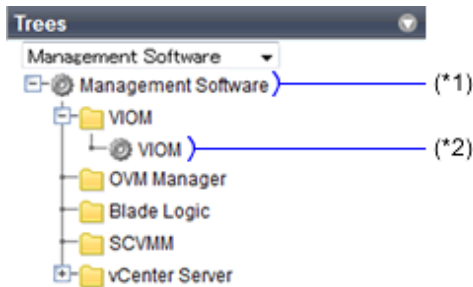 Trees
Management Software
Management Software (*1)
VIOM
VIOM (*2)
OVM Manager
Blade Logic
SCVMM
vCenter Server